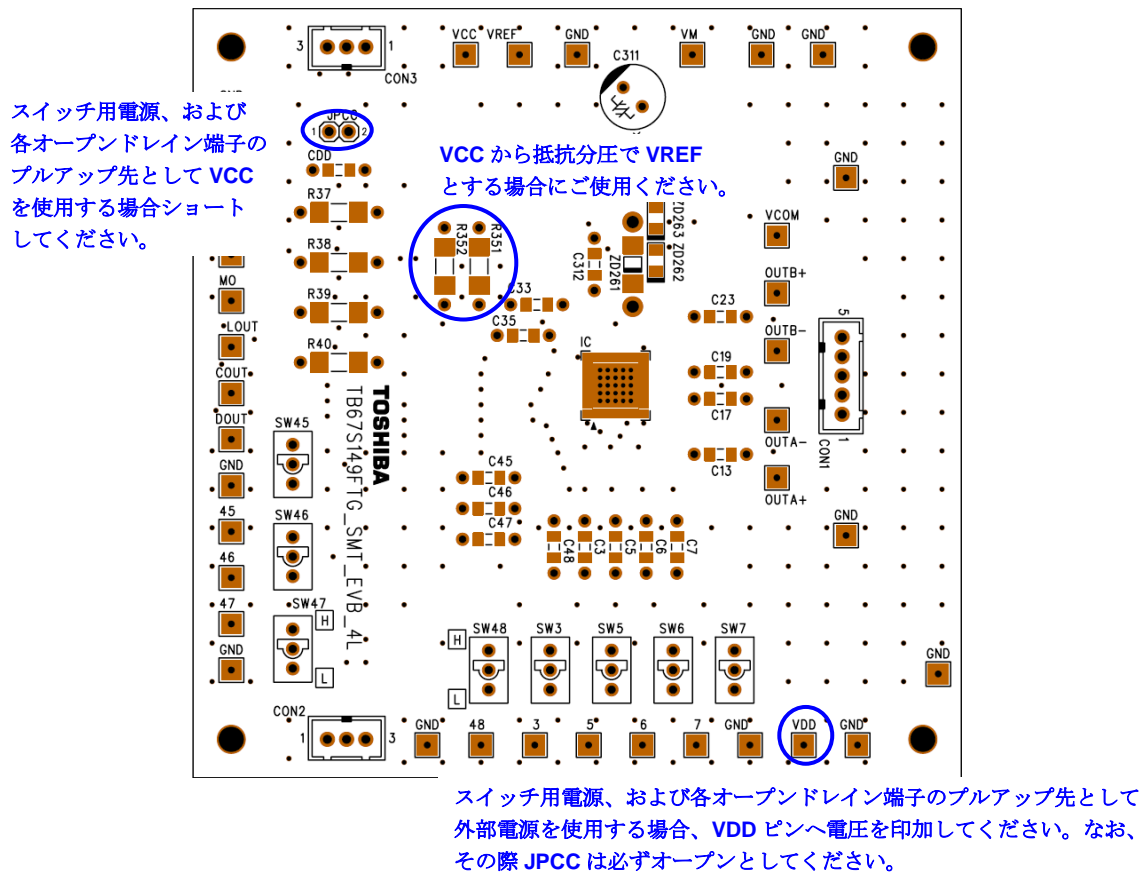 VCC VREF GND VM GND GND
3 1
CON3
C311
スイッチ用電源、および
各オープンドレイン端子の
プルアップ先として VCC
を使用する場合ショート
してください。
JPCC
1 2
VCC から抵抗分圧で VREF
とする場合にご使用ください。
CDD
R37
R38
R39
R40
R352
R351
C312
ZD261
ZD263
ZD262
GND
VCOM
OUTB+
OUTB-
OUTA-
OUTA+
GND
C33
C35
IC
C23
C19
C17
C13
5
1
CON1
MO
LOUT
COUT
DOUT
GND
45
46
47
GND
SW45
SW46
SW47
H
L
TOSHIBA
TB67S149FTG_SMT_EVB_4L
C45
C46
C47
C48
C3
C5
C6
C7
H
L
SW48 SW3 SW5 SW6 SW7
GND
CON2
1 3
GND 48 3 5 6 7 GND VDD GND
スイッチ用電源、および各オープンドレイン端子のプルアップ先として
外部電源を使用する場合、VDD ピンへ電圧を印加してください。なお、
その際 JPCC は必ずオープンとしてください。